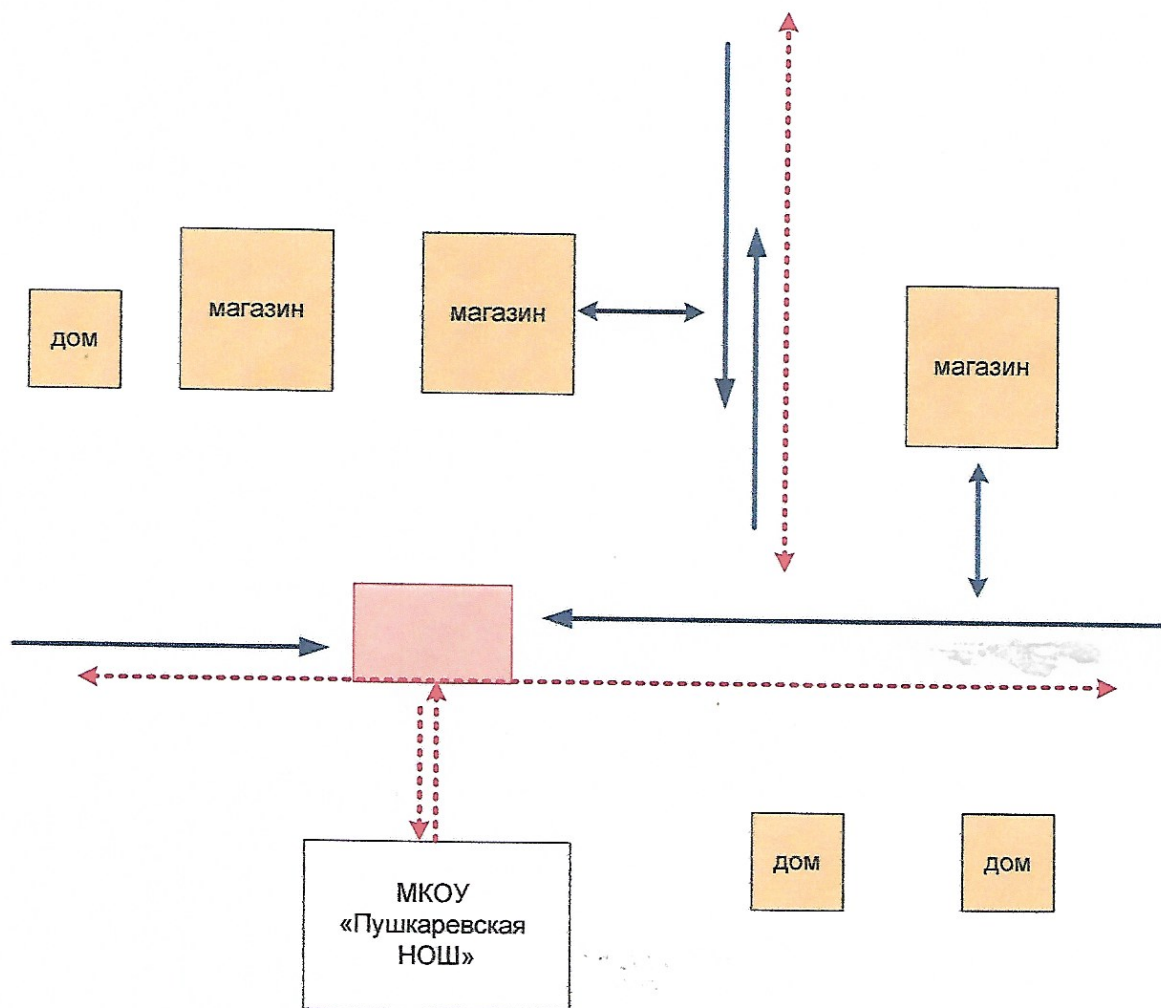 магазин
магазин
дом
магазин
дом
дом
МКОУ
«Пушкаревская
НОШ»